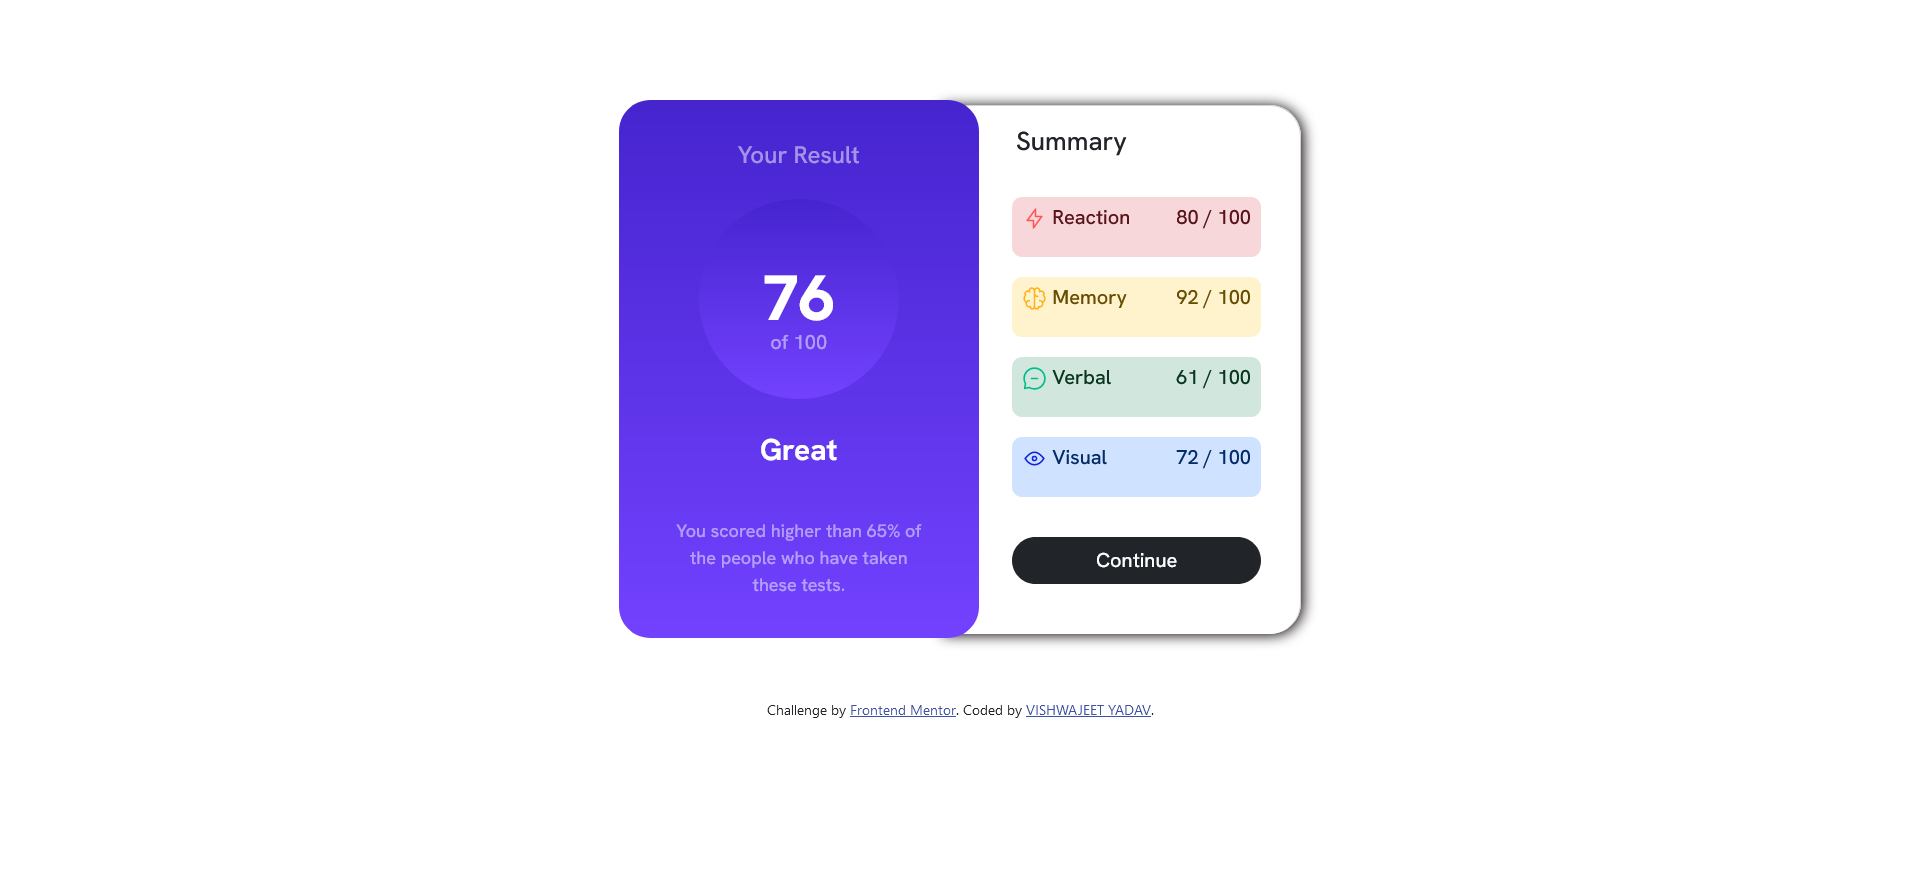 Your Result
76
of 100
Great
You scored higher than 65% of
the people who have taken
these tests.
Summary
Reaction 80 / 100
Memory 92 / 100
Verbal 61 / 100
Visual 72 / 100
Continue
Challenge by Frontend Mentor. Coded by VISHWAJEET YADAV.